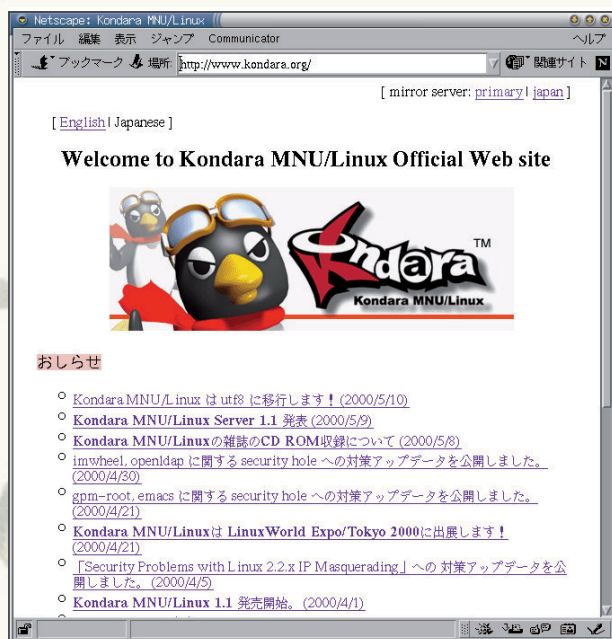 Netscape: Kondara MNU/Linux
ファイル 編集 表示 ジャンプ Communicator ヘルプ
ブックマーク 場所: http://www.kondara.org/ 関連サイト N
[ mirror server: primary | japan ]
[ English | Japanese ]
Welcome to Kondara MNU/Linux Official Web site
Kondara TM
Kondara MNU/Linux
おしらせ
Kondara MNU/Linux は utf8 に移行します! (2000/5/10)
Kondara MNU/Linux Server 1.1 発表 (2000/5/9)
Kondara MNU/Linuxの雑誌のCD ROM収録について (2000/5/8)
imwheel, openldap に関する security hole への対策アップデータを公開しました。
(2000/4/30)
gpm-root, emacs に関する security hole への対策アップデータを公開しました。
(2000/4/21)
Kondara MNU/Linuxは LinuxWorld Expo/Tokyo 2000に出展します!
(2000/4/21)
「Security Problems with Linux 2.2.x IP Masquerading」への 対策アップデータを公
開しました。 (2000/4/5)
Kondara MNU/Linux 1.1 発売開始。 (2000/4/1)